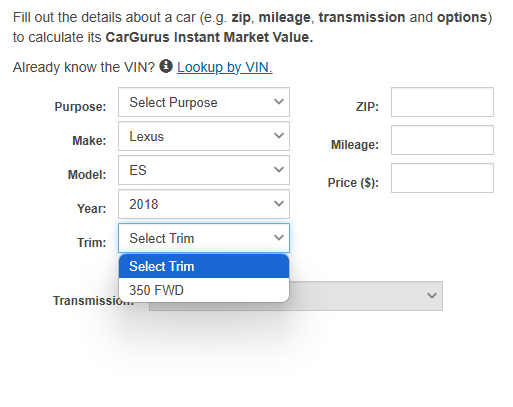 Fill out the details about a car (e.g. zip, mileage, transmission and options)
to calculate its CarGurus Instant Market Value.
Already know the VIN? Lookup by VIN.
Purpose: Select Purpose
ZIP:
Make: Lexus
Mileage:
Model: ES
Price ($):
Year: 2018
Trim: Select Trim
Select Trim
350 FWD